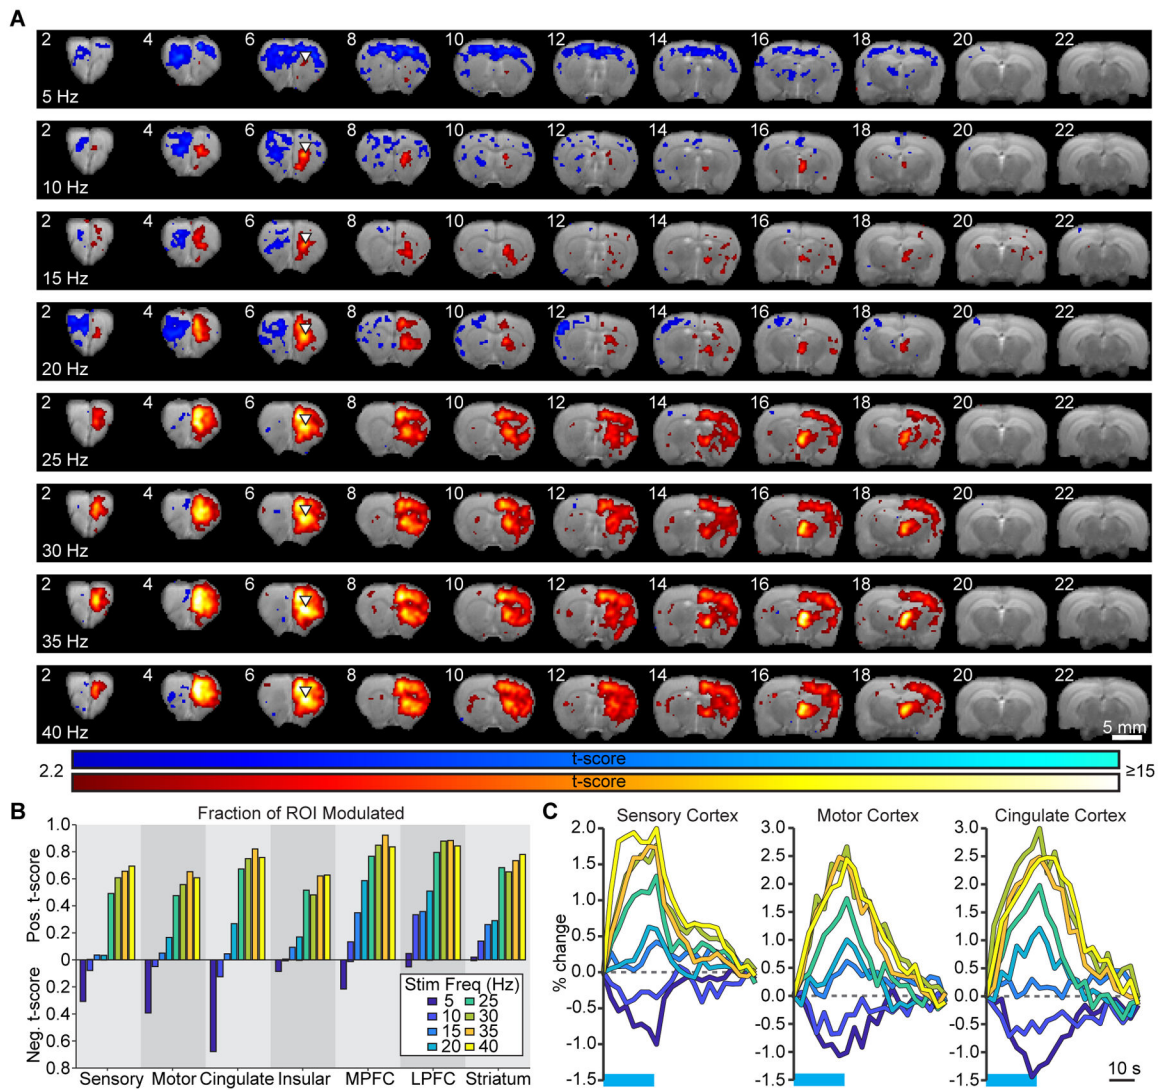 A
2 4 6 8 10 12 14 16 18 20 22
5 Hz
2 4 6 8 10 12 14 16 18 20 22
10 Hz
2 4 6 8 10 12 14 16 18 20 22
15 Hz
2 4 6 8 10 12 14 16 18 20 22
20 Hz
2 4 6 8 10 12 14 16 18 20 22
25 Hz
2 4 6 8 10 12 14 16 18 20 22
30 Hz
2 4 6 8 10 12 14 16 18 20 22
35 Hz
2 4 6 8 10 12 14 16 18 20 22
40 Hz
5 mm
t-score
2.2 ≥15
t-score
B
Fraction of ROI Modulated
Pos. t-score
Neg. t-score
1.0
0.8
0.6
0.4
0.2
0
0.2
0.4
0.6
0.8
Stim Freq (Hz)
5 25
10 30
15 35
20 40
Sensory Motor Cingulate Insular MPFC LPFC Striatum
C
Sensory Cortex
% change
2.0
1.5
1.0
0.5
0.0
-0.5
-1.0
-1.5
Motor Cortex
3.0
2.5
2.0
1.5
1.0
0.5
0.0
-0.5
-1.0
-1.5
Cingulate Cortex
3.0
2.5
2.0
1.5
1.0
0.5
0.0
-0.5
-1.0
-1.5
10 s